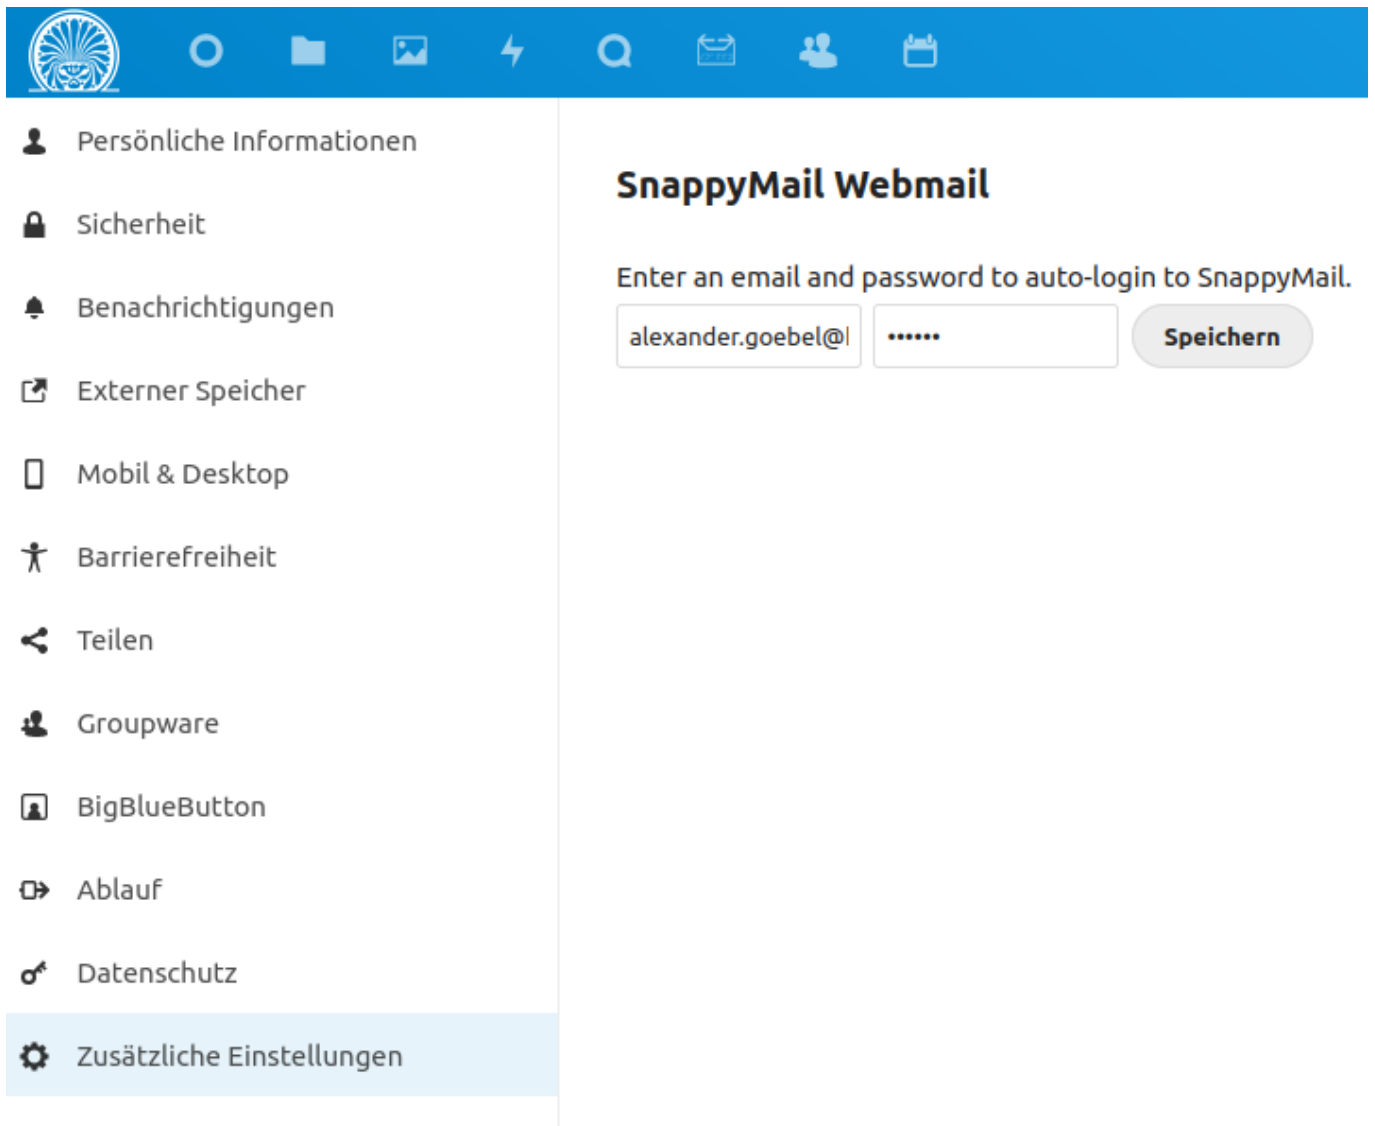 Persönliche Informationen
Sicherheit
Benachrichtigungen
Externer Speicher
Mobil & Desktop
Barrierefreiheit
Teilen
Groupware
BigBlueButton
Ablauf
Datenschutz
Zusätzliche Einstellungen
SnappyMail Webmail
Enter an email and password to auto-login to SnappyMail.
alexander.goebel@ •••••• Speichern